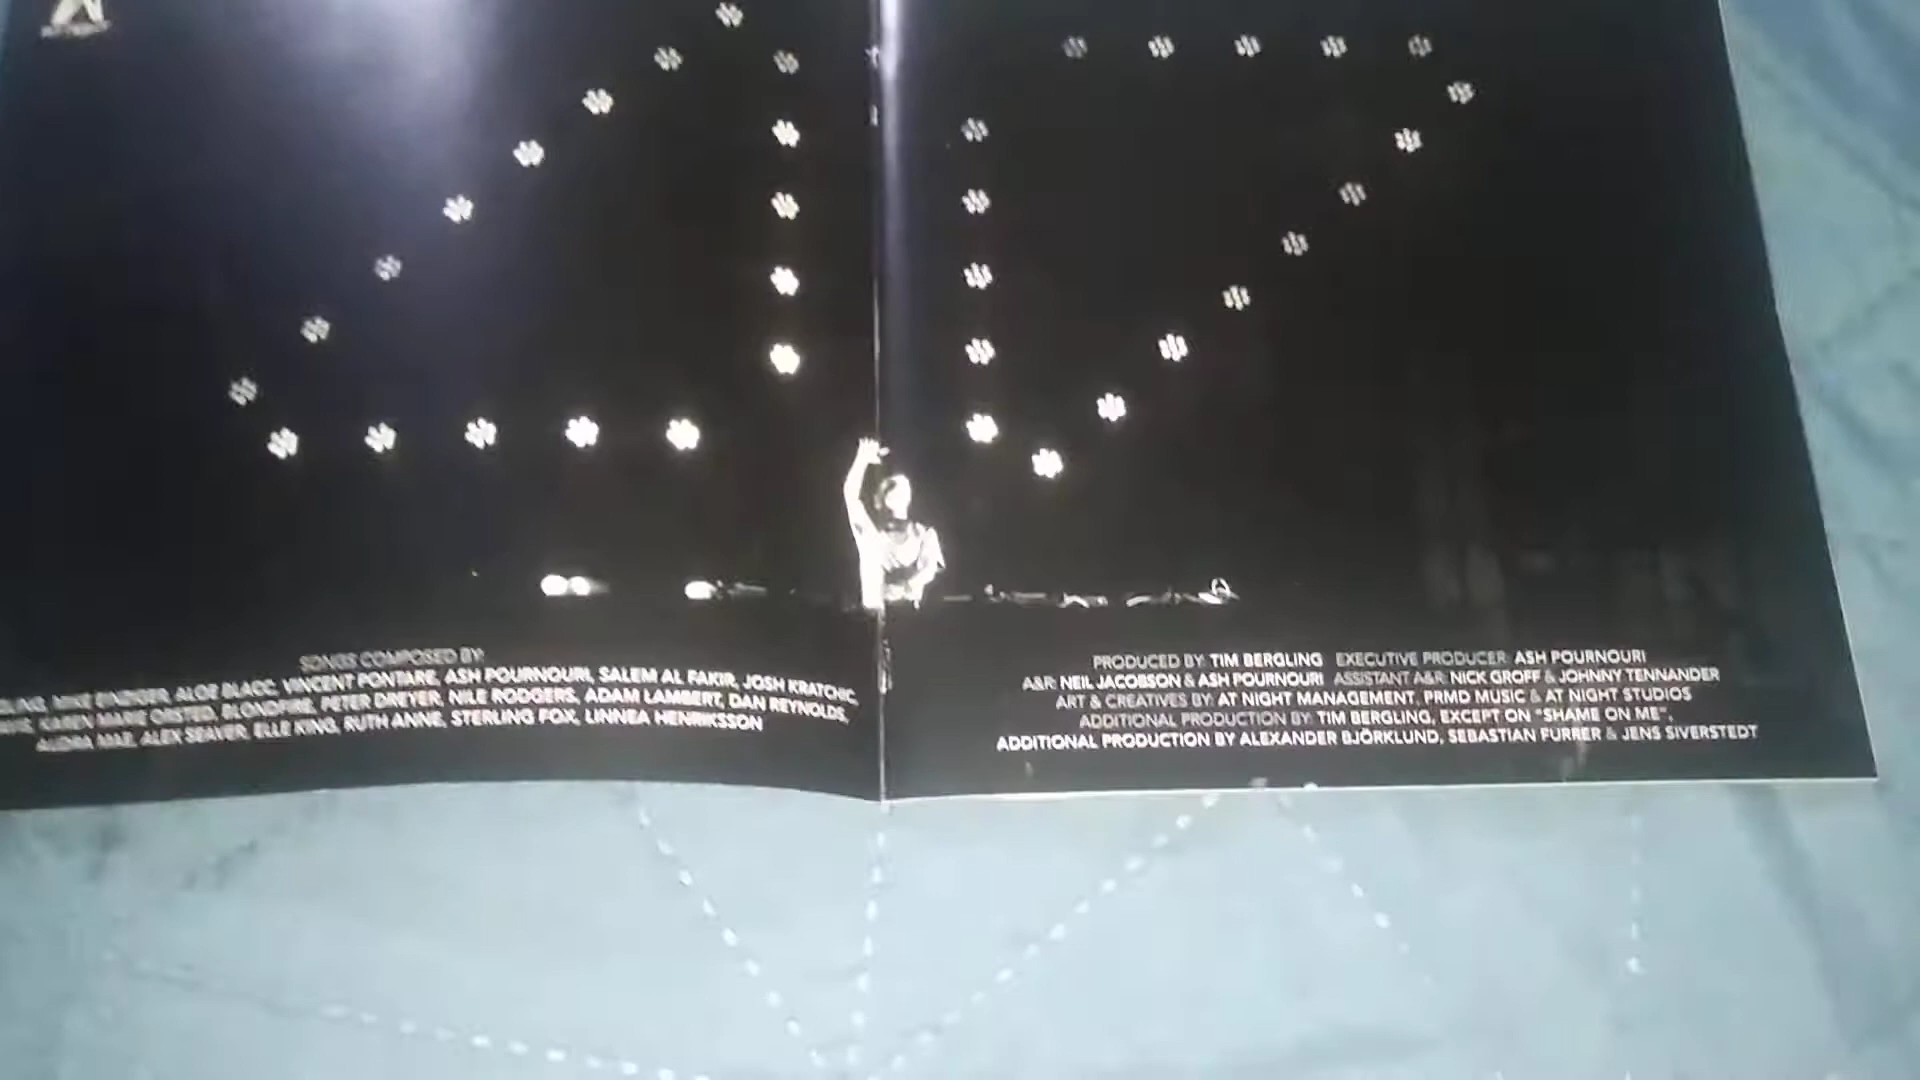 SONGS COMPOSED BY:
MIKE EINZIGER, ALOE BLACC, VINCENT PONTARE, ASH POURNOURI, SALEM AL FAKIR, JOSH KRATCHIC,
KAREN MARIE ORSTED, BLONDFIRE, PETER DREYER, NILE RODGERS, ADAM LAMBERT, DAN REYNOLDS,
AUDRA MAE, ALEX SEAVER, ELLE KING, RUTH ANNE, STERLING FOX, LINNEA HENRIKSSON
PRODUCED BY: TIM BERGLING EXECUTIVE PRODUCER: ASH POURNOURI
A&R: NEIL JACOBSON & ASH POURNOURI ASSISTANT A&R: NICK GROFF & JOHNNY TENNANDER
ART & CREATIVES BY: AT NIGHT MANAGEMENT, PRMD MUSIC & AT NIGHT STUDIOS
ADDITIONAL PRODUCTION BY: TIM BERGLING, EXCEPT ON "SHAME ON ME",
ADDITIONAL PRODUCTION BY ALEXANDER BJÖRKLUND, SEBASTIAN FURRER & JENS SIVERSTEDT